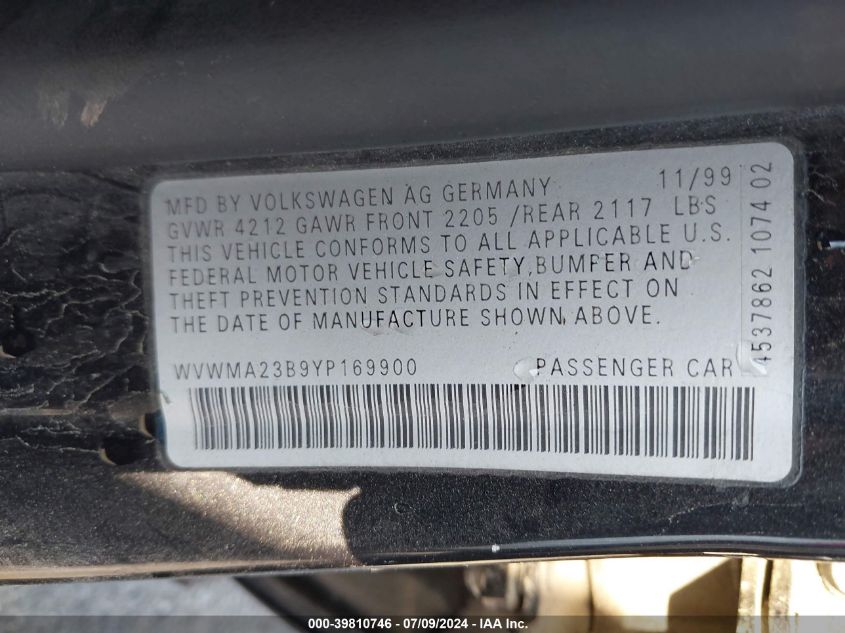 MFD BY VOLKSWAGEN AG GERMANY 11/99
GVWR 4212 GAWR FRONT 2205 /REAR 2117 LBS
THIS VEHICLE CONFORMS TO ALL APPLICABLE U.S.
FEDERAL MOTOR VEHICLE SAFETY,BUMPER AND
THEFT PREVENTION STANDARDS IN EFFECT ON
THE DATE OF MANUFACTURE SHOWN ABOVE.
WVWMA23B9YP169900 PASSENGER CAR
4537862 1074 02
000-39810746 - 07/09/2024 - IAA Inc.